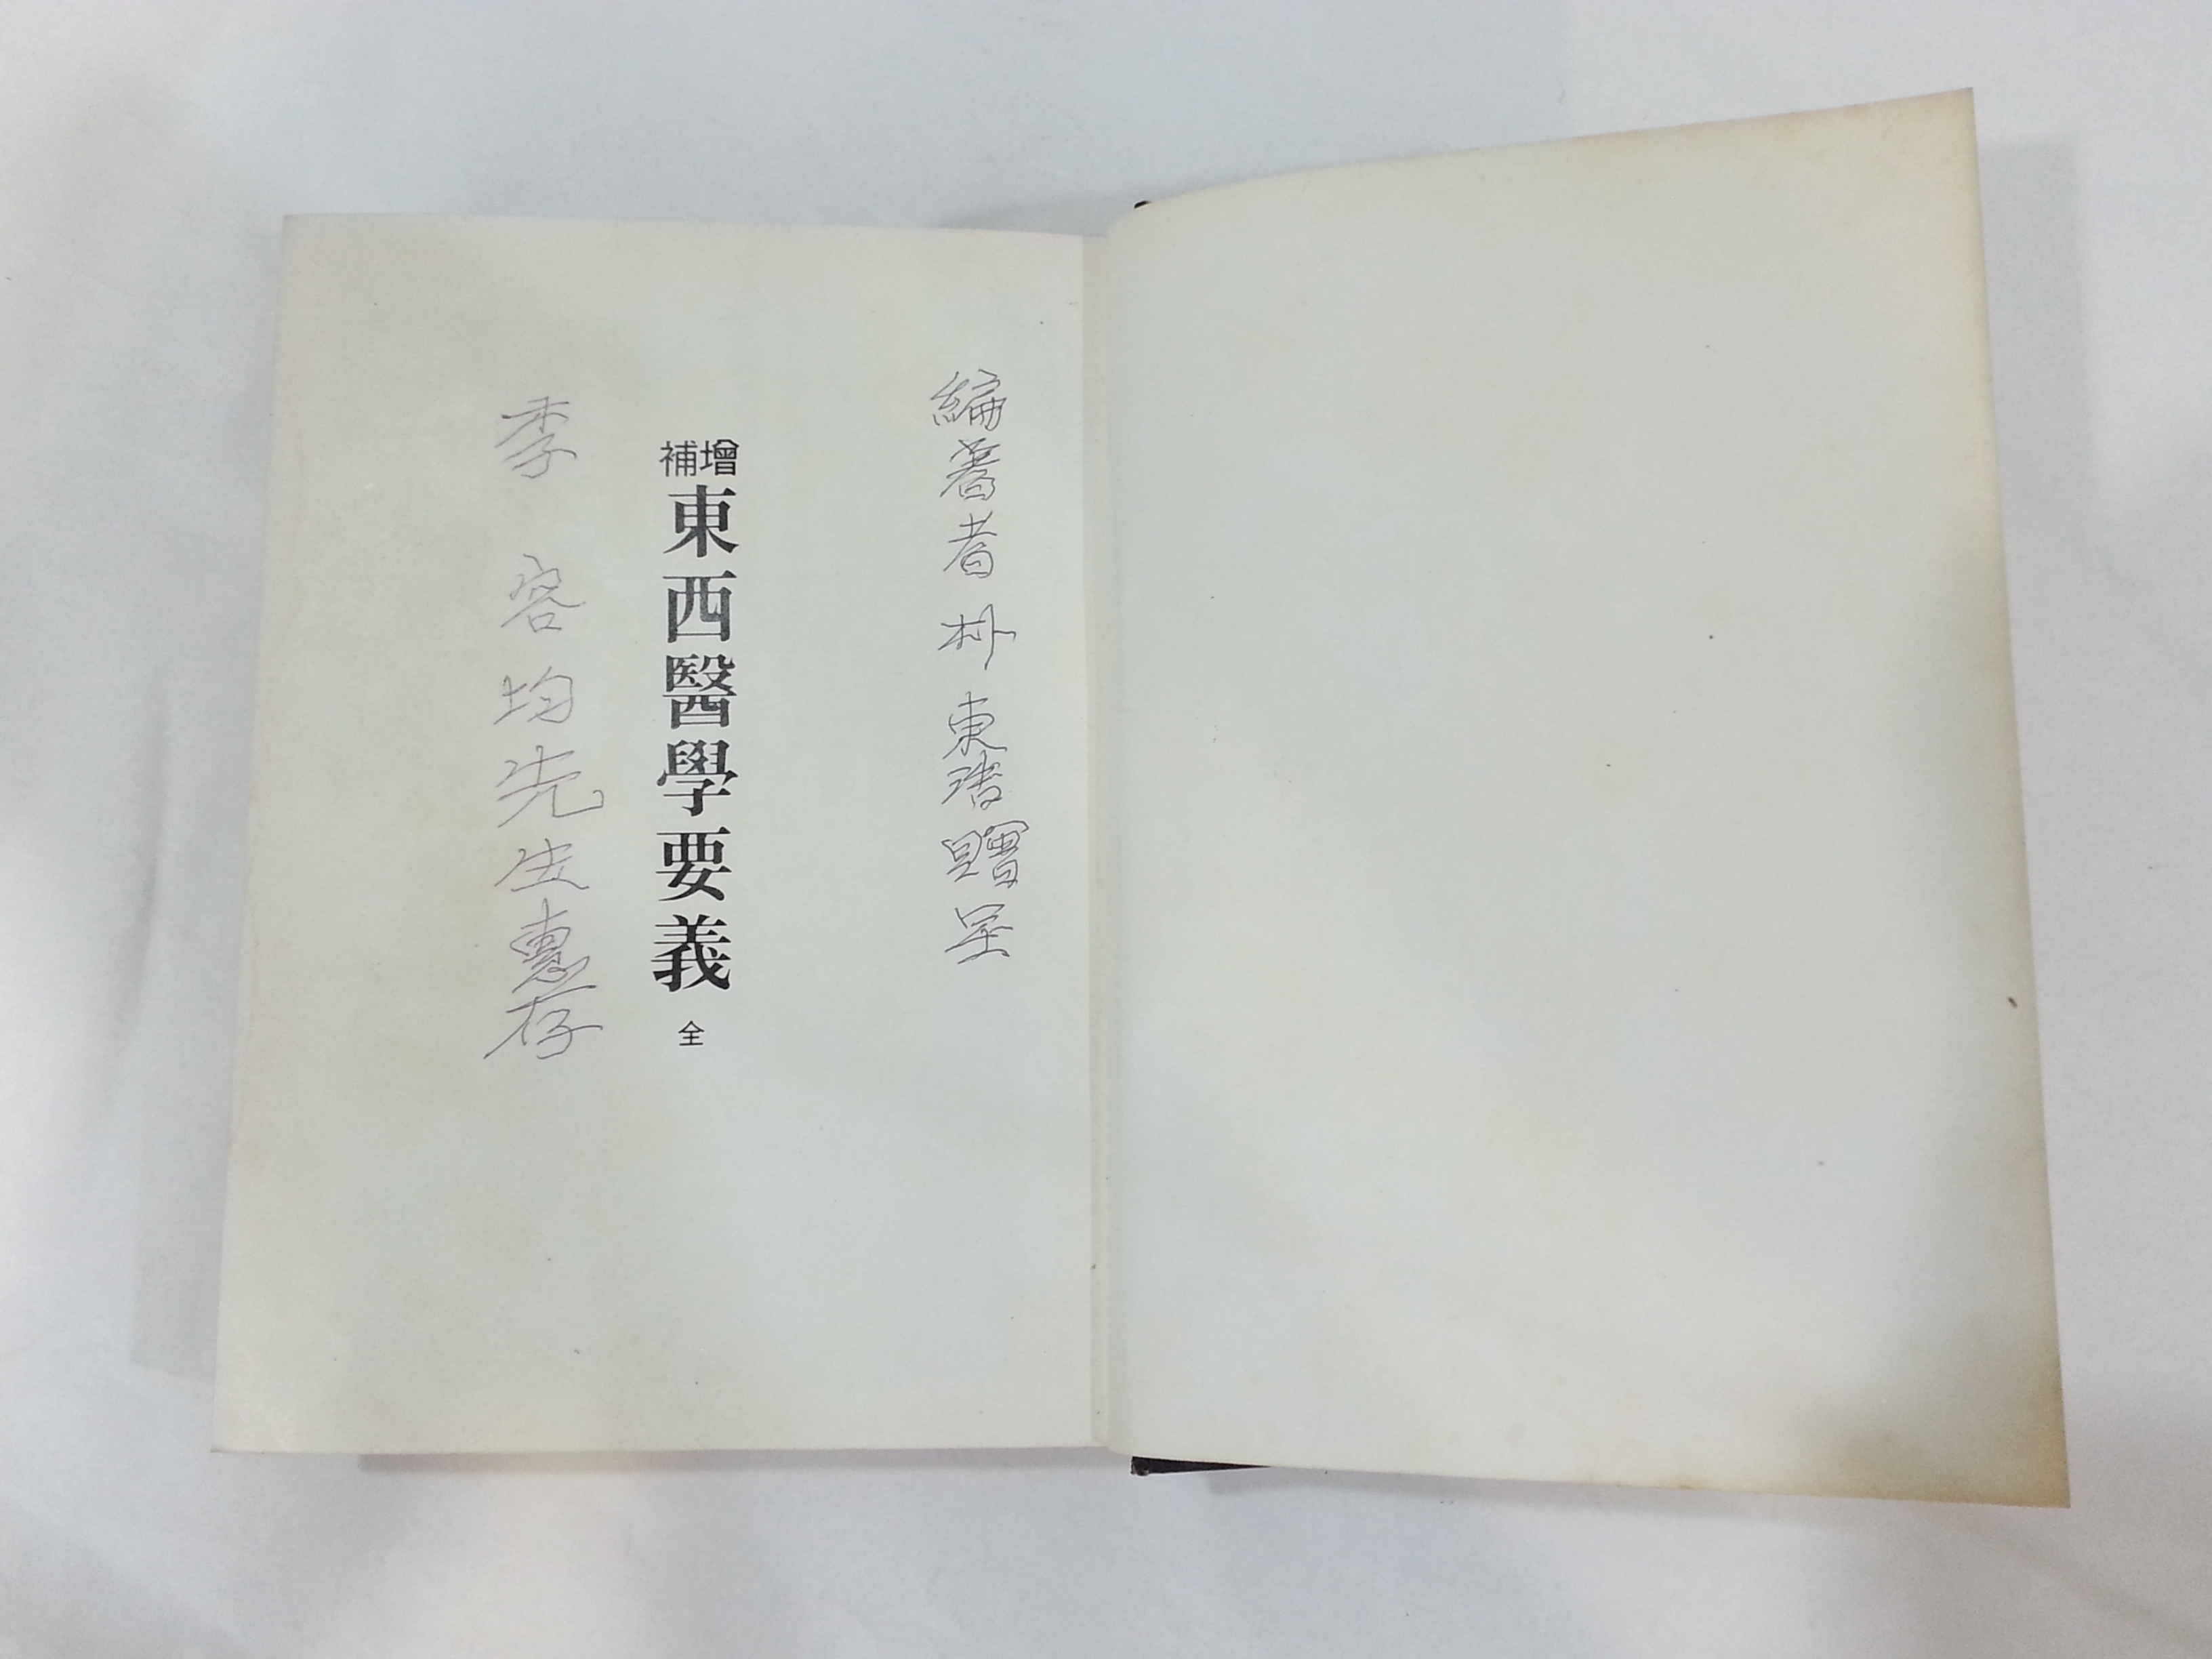 編著者 朴東 贈呈
增補
東西醫學要義 全
李容均先生惠存